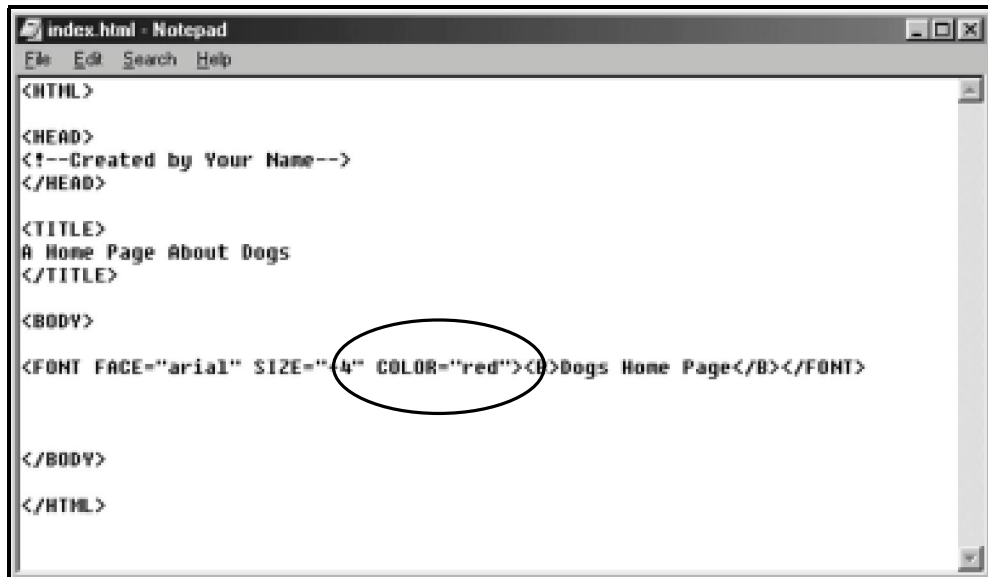 index.html - Notepad
File Edit Search Help
<HTML>
<HEAD>
<!--Created by Your Name-->
</HEAD>
<TITLE>
A Home Page About Dogs
</TITLE>
<BODY>
<FONT FACE="arial" SIZE="+4" COLOR="red"><B>Dogs Home Page</B></FONT>
</BODY>
</HTML>